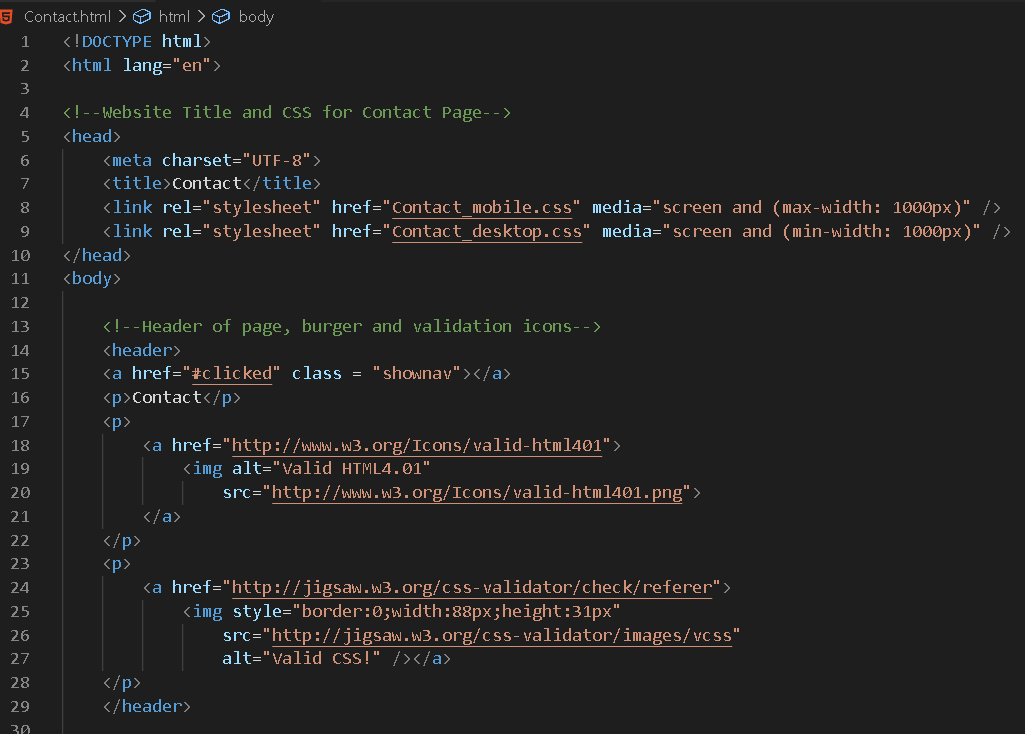 Contact.html > html > body
1 <!DOCTYPE html>
2 <html lang="en">
3
4 <!--Website Title and CSS for Contact Page-->
5 <head>
6     <meta charset="UTF-8">
7     <title>Contact</title>
8     <link rel="stylesheet" href="Contact_mobile.css" media="screen and (max-width: 1000px)" />
9     <link rel="stylesheet" href="Contact_desktop.css" media="screen and (min-width: 1000px)" />
10 </head>
11 <body>
12
13     <!--Header of page, burger and validation icons-->
14     <header>
15     <a href="#clicked" class = "shownav"></a>
16     <p>Contact</p>
17     <p>
18         <a href="http://www.w3.org/Icons/valid-html401">
19             <img alt="Valid HTML4.01"
20                 src="http://www.w3.org/Icons/valid-html401.png">
21         </a>
22     </p>
23     <p>
24         <a href="http://jigsaw.w3.org/css-validator/check/referer">
25             <img style="border:0;width:88px;height:31px"
26                 src="http://jigsaw.w3.org/css-validator/images/vcss"
27                 alt="Valid CSS!" /></a>
28     </p>
29     </header>
30